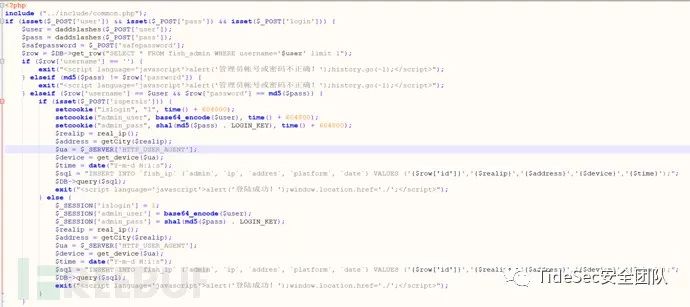 <?php
include ("../include/common.php");
if (isset($_POST['user']) && isset($_POST['pass']) && isset($_POST['login'])) {
$user = daddslashes($_POST['user']);
$pass = daddslashes($_POST['pass']);
$safepassword = $_POST['safepassword'];
$row = $DB->get_row("SELECT * FROM fish_admin WHERE username='$user' limit 1");
if ($row['username'] == '') {
exit("<script language='javascript'>alert('管理员帐号或密码不正确！');history.go(-1);</script>");
} elseif (md5($pass) != $row['password']) {
exit("<script language='javascript'>alert('管理员帐号或密码不正确！');history.go(-1);</script>");
} elseif ($row['username'] == $user && $row['password'] == md5($pass)) {
if (isset($_POST['ispersis'])) {
setcookie("islogin", "1", time() + 604800);
setcookie("admin_user", base64_encode($user), time() + 604800);
setcookie("admin_pass", sha1(md5($pass) . LOGIN_KEY), time() + 604800);
$realip = real_ip();
$address = getCity($realip);
$ua = $_SERVER['HTTP_USER_AGENT'];
$device = get_device($ua);
$time = date("Y-m-d H:i:s");
$sql = "INSERT INTO `fish_ip` (`admin`, `ip`, `addres`, `platform`, `date`) VALUES ('{$row['id']}','{$realip}','{$address}','{$device}','{$time}');";
$DB->query($sql);
exit("<script language='javascript'>alert('登陆成功！');window.location.href='./';</script>");
} else {
$_SESSION['islogin'] = 1;
$_SESSION['admin_user'] = base64_encode($user);
$_SESSION['admin_pass'] = sha1(md5($pass) . LOGIN_KEY);
$realip = real_ip();
$address = getCity($realip);
$ua = $_SERVER['HTTP_USER_AGENT'];
$device = get_device($ua);
$time = date("Y-m-d H:i:s");
$sql = "INSERT INTO `fish_ip` (`admin`, `ip`, `addres`, `platform`, `date`) VALUES ('{$row['id']}','{$realip}','{$address}','{$device}','{$time}');";
$DB->query($sql);
exit("<script language='javascript'>alert('登陆成功！');window.location.href='./';</script>");
}
FREEBUF
TideSec安全团队